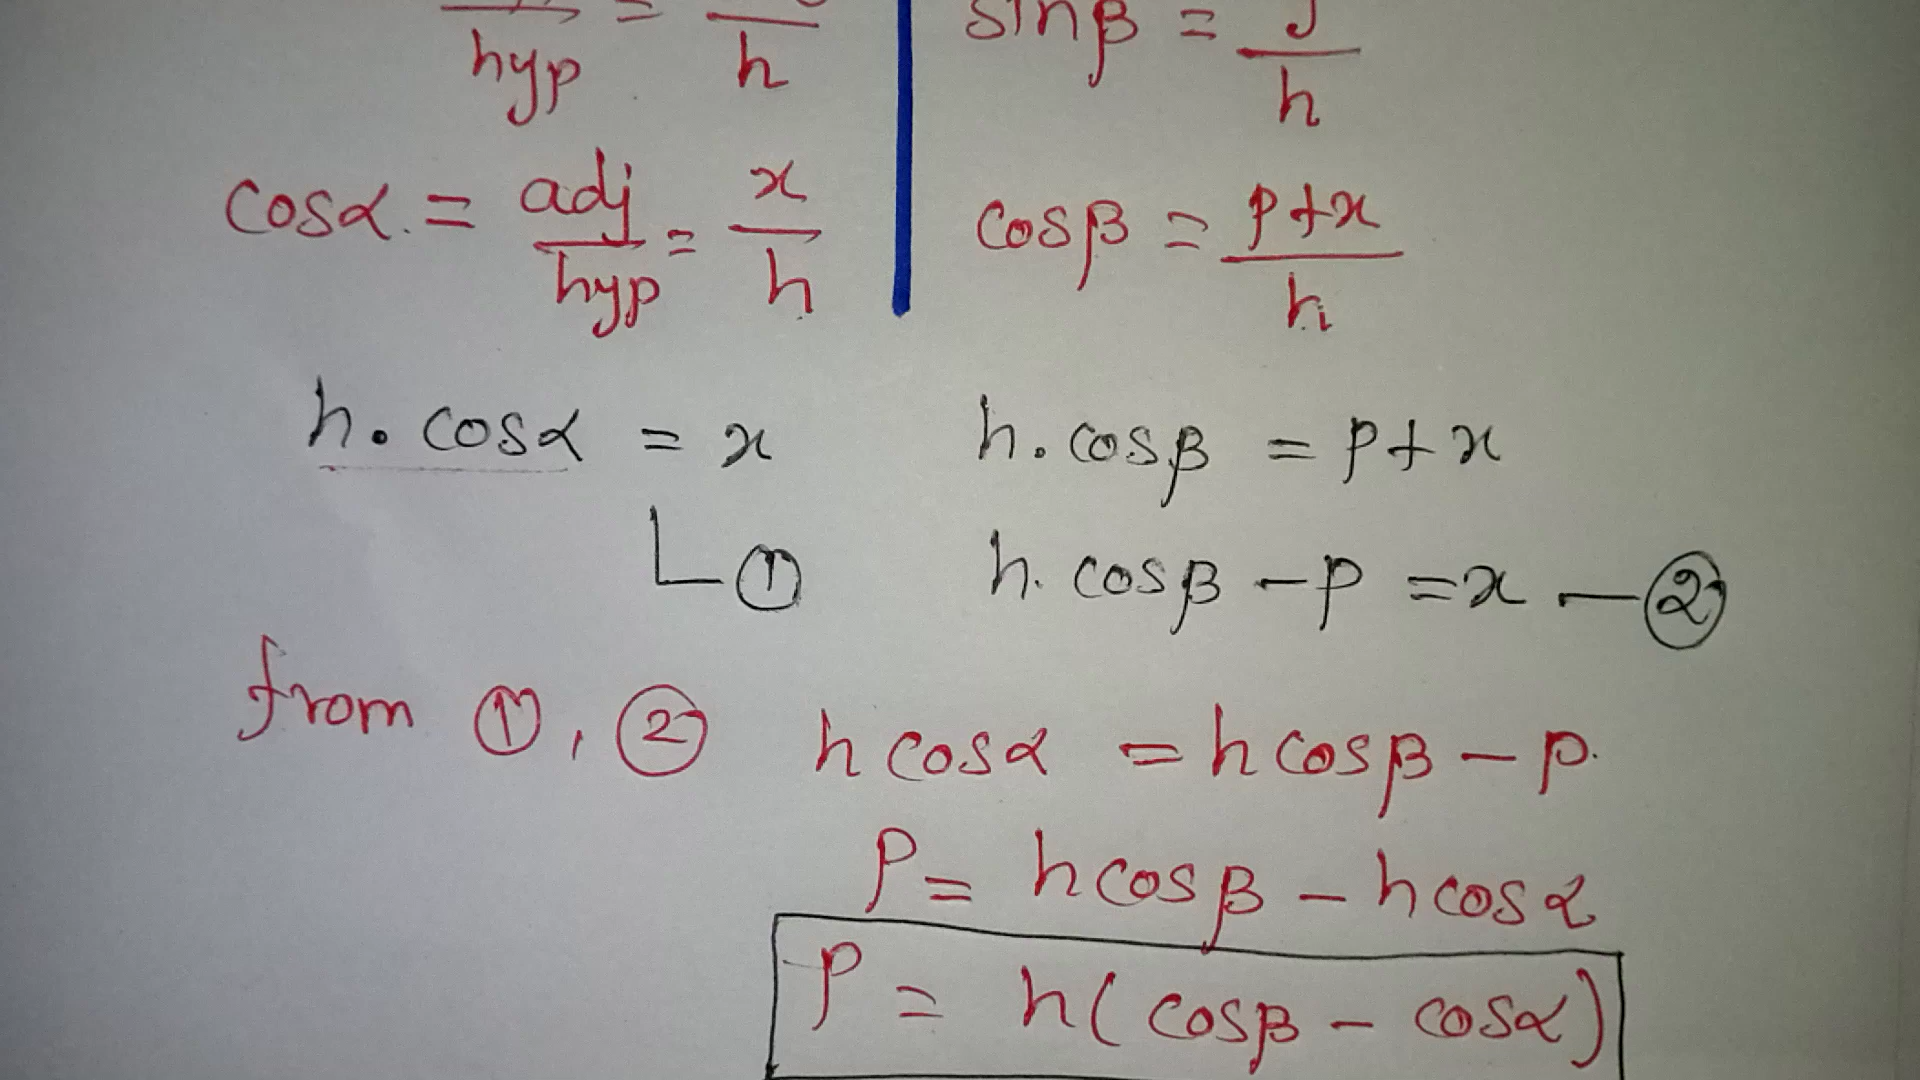 hyp = h
sinβ = h
cosα = adj/hyp = x/h
cosβ = p+x/h
h. cosα = x
h. cosβ = p+x
①
h. cosβ - p = x — ②
from ①, ② h cosα = h cosβ - p.
P = h cosβ - h cosα
P = h( cosβ - cosα )